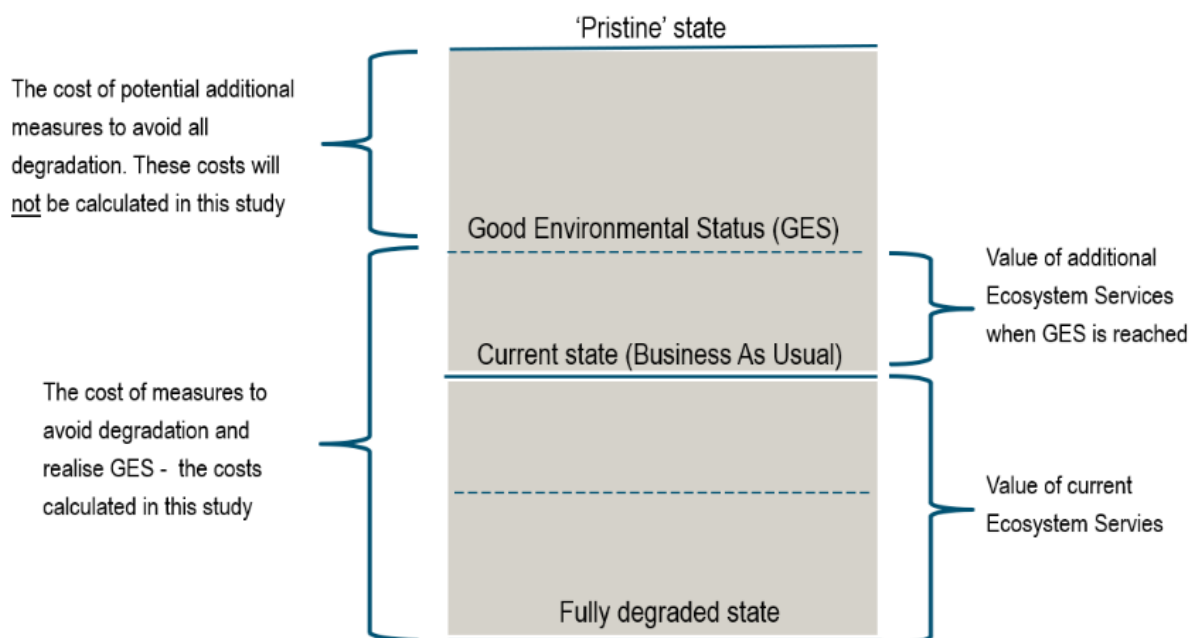 ‘Pristine’ state
The cost of potential additional
measures to avoid all
degradation. These costs will
not be calculated in this study
Good Environmental Status (GES)
Value of additional
Ecosystem Services
when GES is reached
Current state (Business As Usual)
The cost of measures to
avoid degradation and
realise GES -  the costs
calculated in this study
Value of current
Ecosystem Servies
Fully degraded state